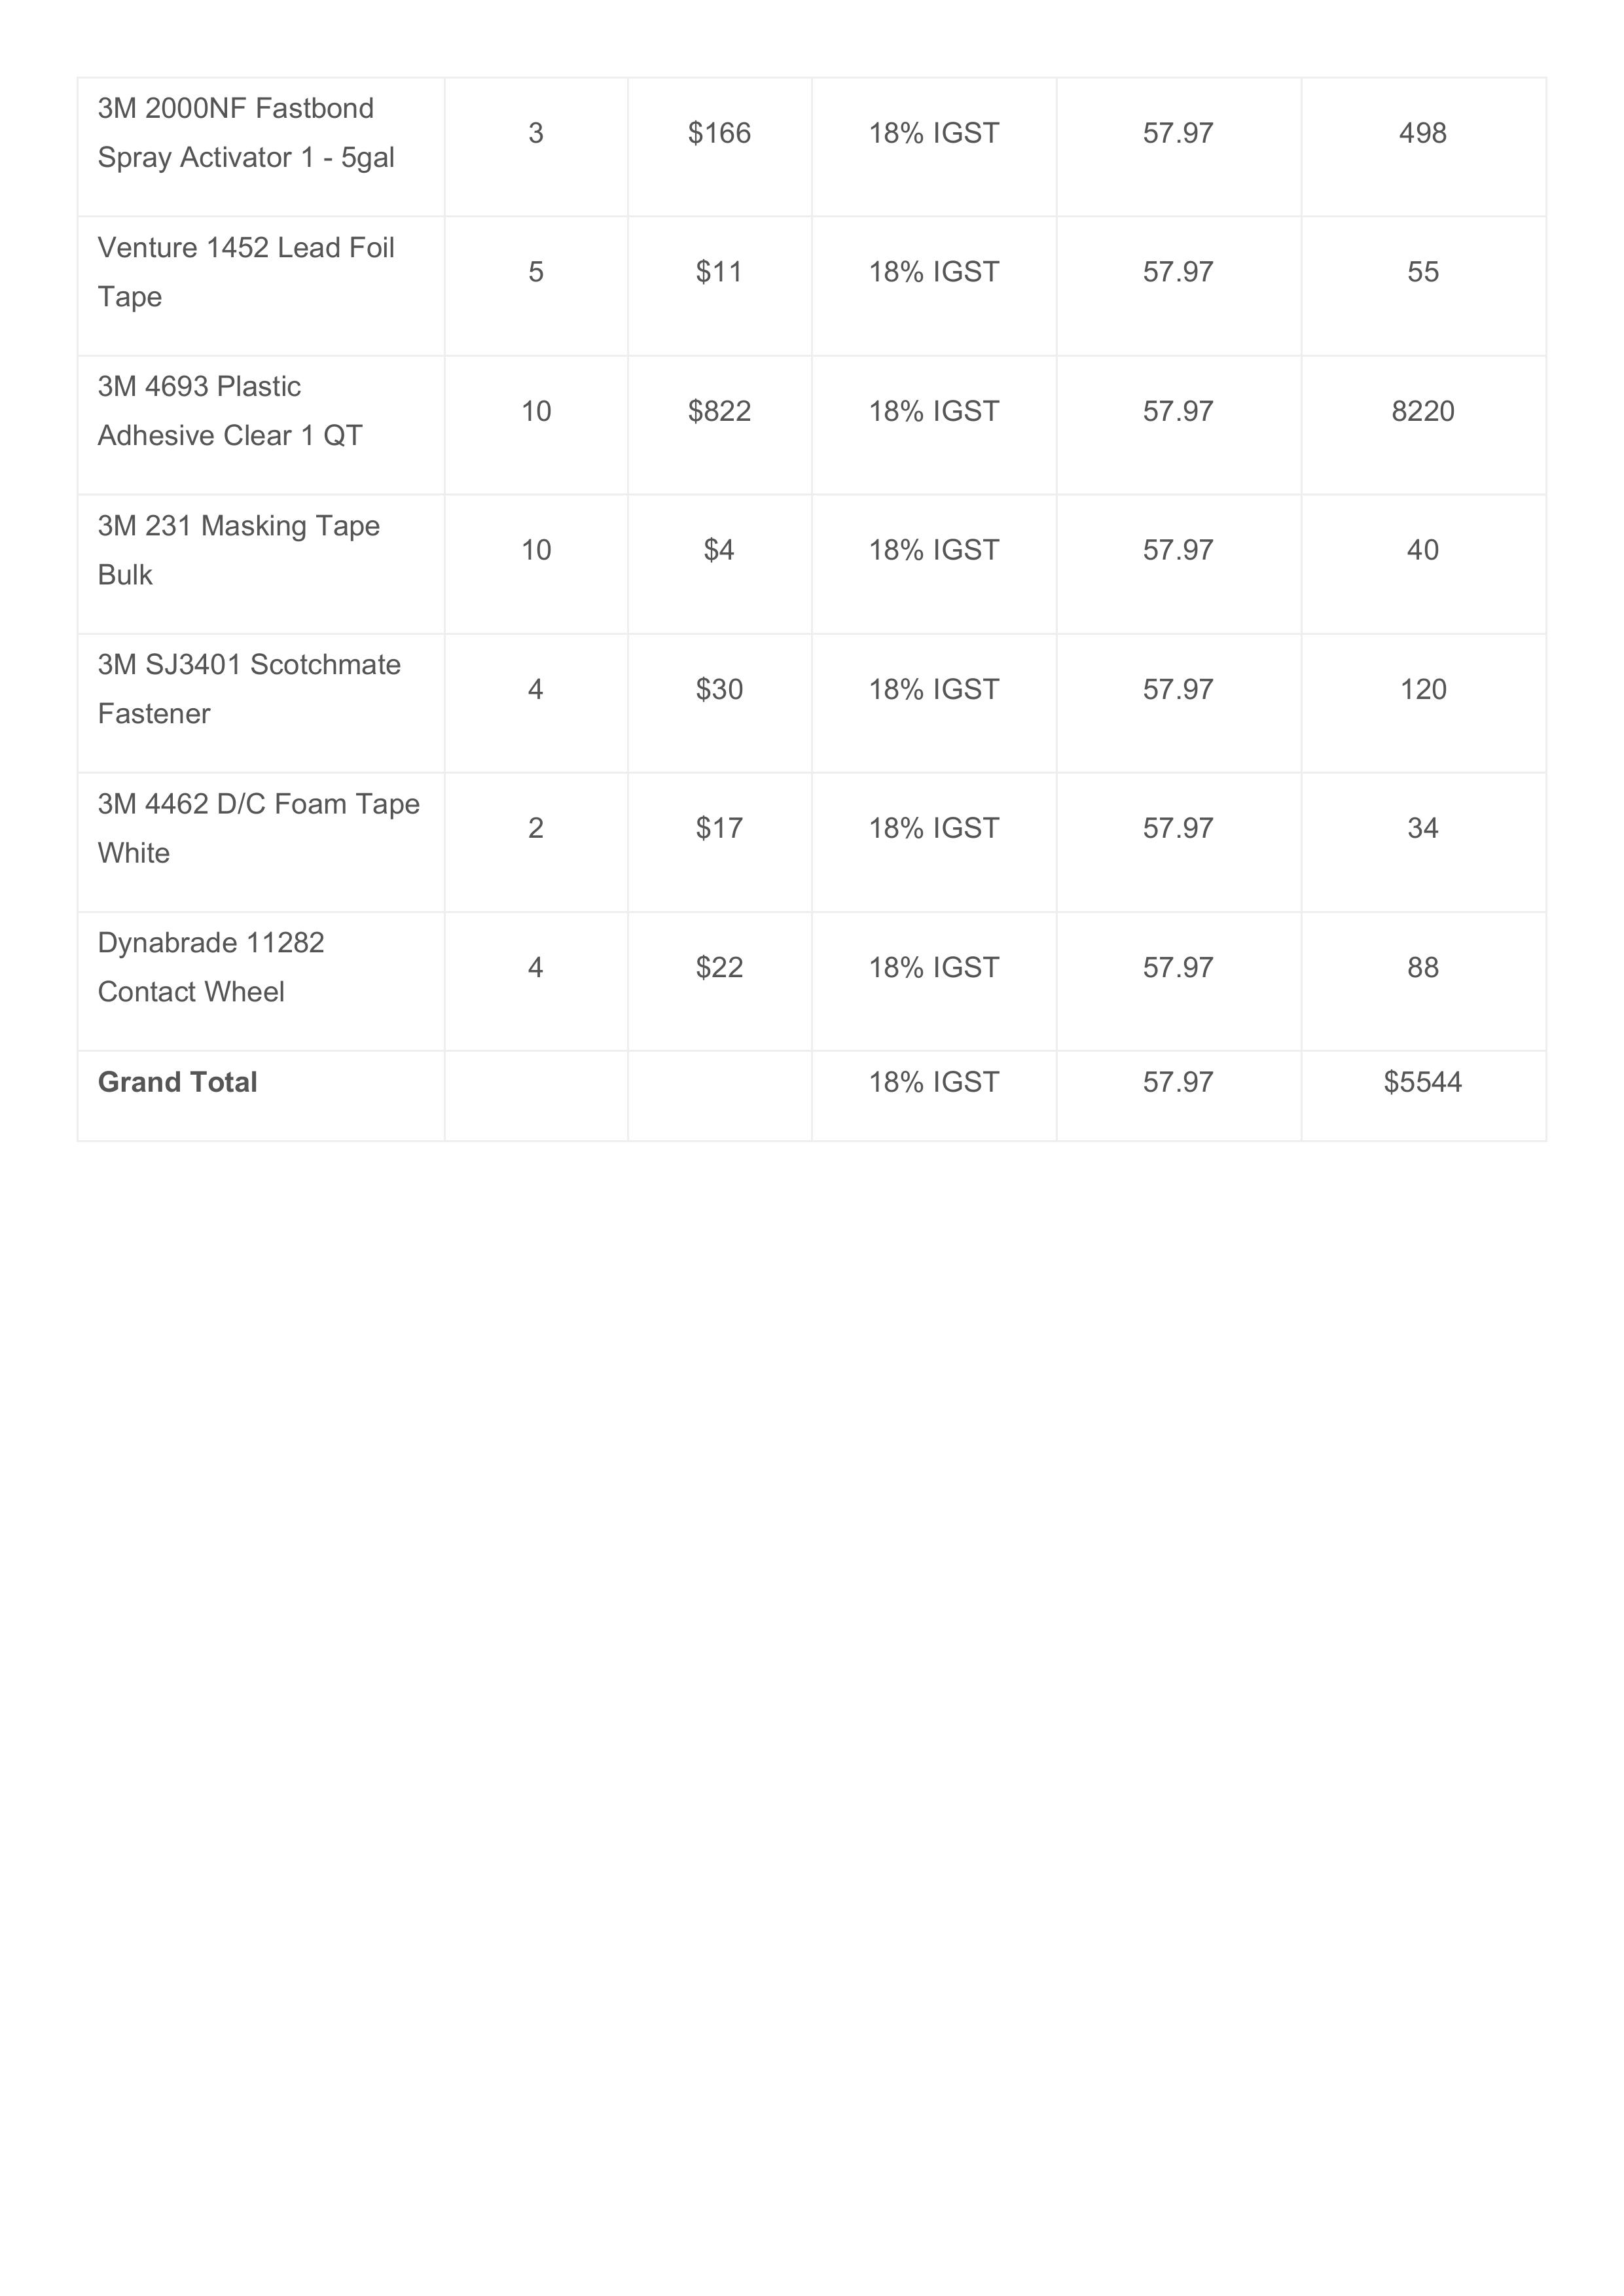 3M 2000NF Fastbond
Spray Activator 1 - 5gal
3
$166
18% IGST
57.97
498
Venture 1452 Lead Foil
Tape
5
$11
18% IGST
57.97
55
3M 4693 Plastic
Adhesive Clear 1 QT
10
$822
18% IGST
57.97
8220
3M 231 Masking Tape
Bulk
10
$4
18% IGST
57.97
40
3M SJ3401 Scotchmate
Fastener
4
$30
18% IGST
57.97
120
3M 4462 D/C Foam Tape
White
2
$17
18% IGST
57.97
34
Dynabrade 11282
Contact Wheel
4
$22
18% IGST
57.97
88
Grand Total
18% IGST
57.97
$5544